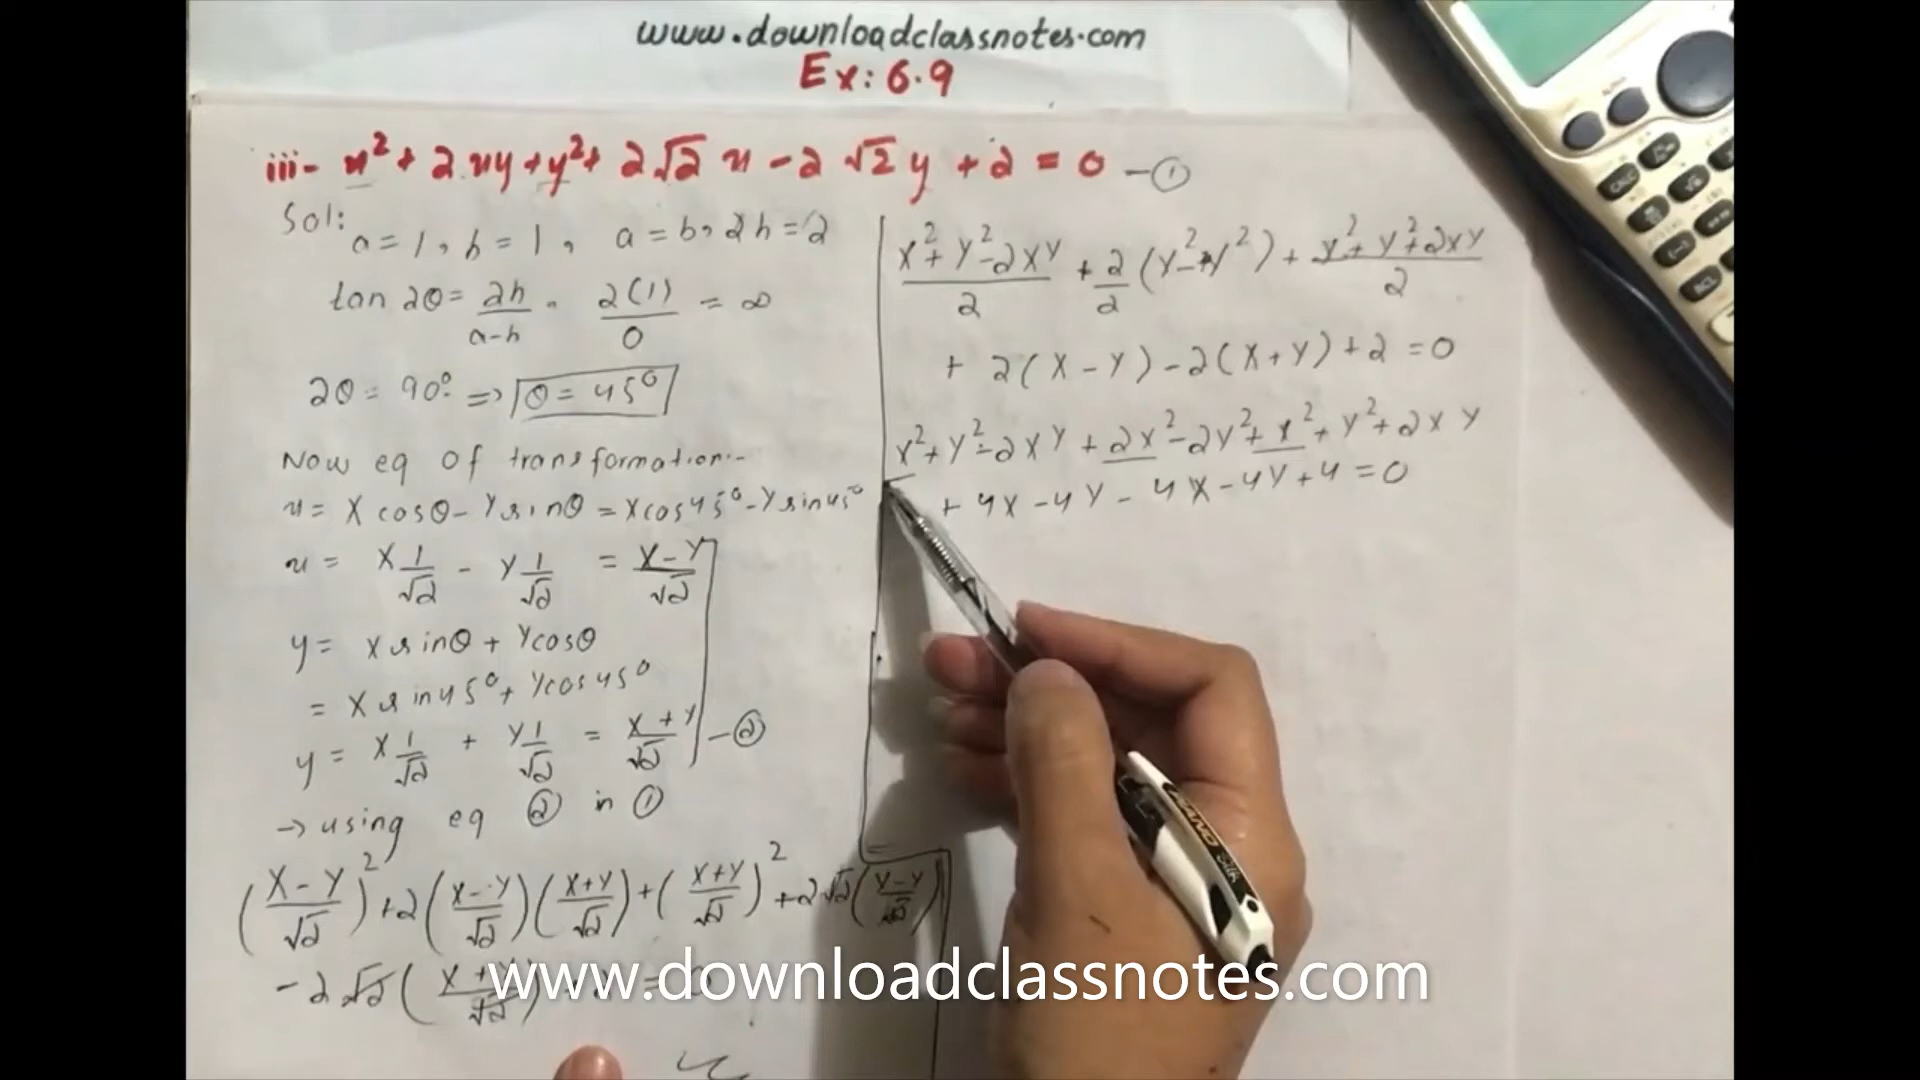 www.downloadclassnotes.com
Ex: 6.9
iii- x² + 2xy + y² + 2√2 x - 2√2 y + 2 = 0 —①
Sol:
a = 1, b = 1, a = b, 2h = 2
tan 2θ = 2h/(a-b) = 2(1)/0 = ∞
2θ = 90° => θ = 45°
Now eq of transformation:-
x = X cosθ - Y sinθ = X cos45° - Y sin45°
x = X 1/√2 - Y 1/√2 = (X-Y)/√2
y = X sinθ + Y cosθ
= X sin45° + Y cos45°
y = X 1/√2 + Y 1/√2 = (X+Y)/√2 —②
→ using eq ② in ①
((X-Y)/√2)² + 2((X-Y)/√2)((X+Y)/√2) + ((X+Y)/√2)² + 2√2((X-Y)/√2)
- 2√2((X+Y)/√2) + 2 = 0
(X²+Y²-2XY)/2 + 2/2 (X²-Y²) + (X²+Y²+2XY)/2
+ 2(X-Y) - 2(X+Y) + 2 = 0
X²+Y²-2XY + 2X²-2Y² + X² + Y² + 2XY
+ 4X - 4Y - 4X - 4Y + 4 = 0
CALC
RCL
www.downloadclassnotes.com